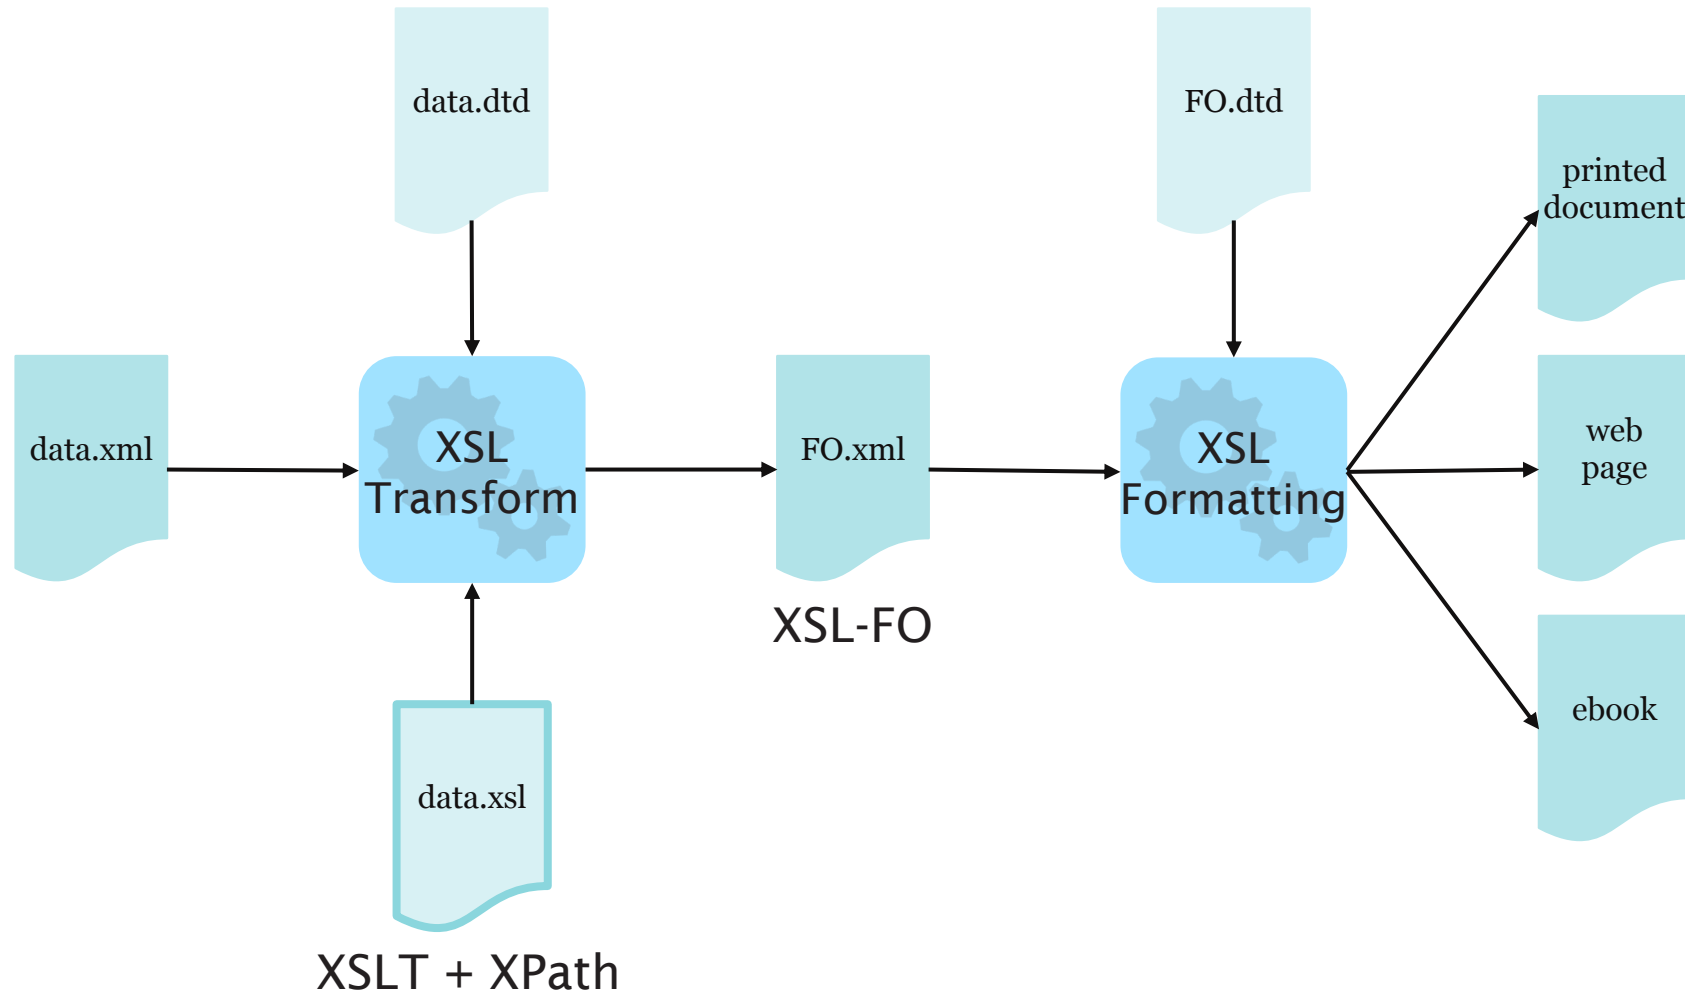 data.dtd
FO.dtd
printed
document
data.xml
XSL
Transform
FO.xml
XSL
Formatting
web
page
XSL-FO
ebook
data.xsl
XSLT + XPath